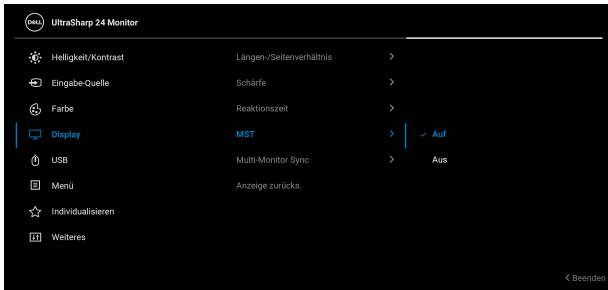 DELL UltraSharp 24 Monitor
Helligkeit/Kontrast Längen-/Seitenverhältnis
Eingabe-Quelle Schärfe
Farbe Reaktionszeit
Display MST Auf
USB Multi-Monitor Sync Aus
Menü Anzeige zurücks.
Individualisieren
Weiteres
Beenden